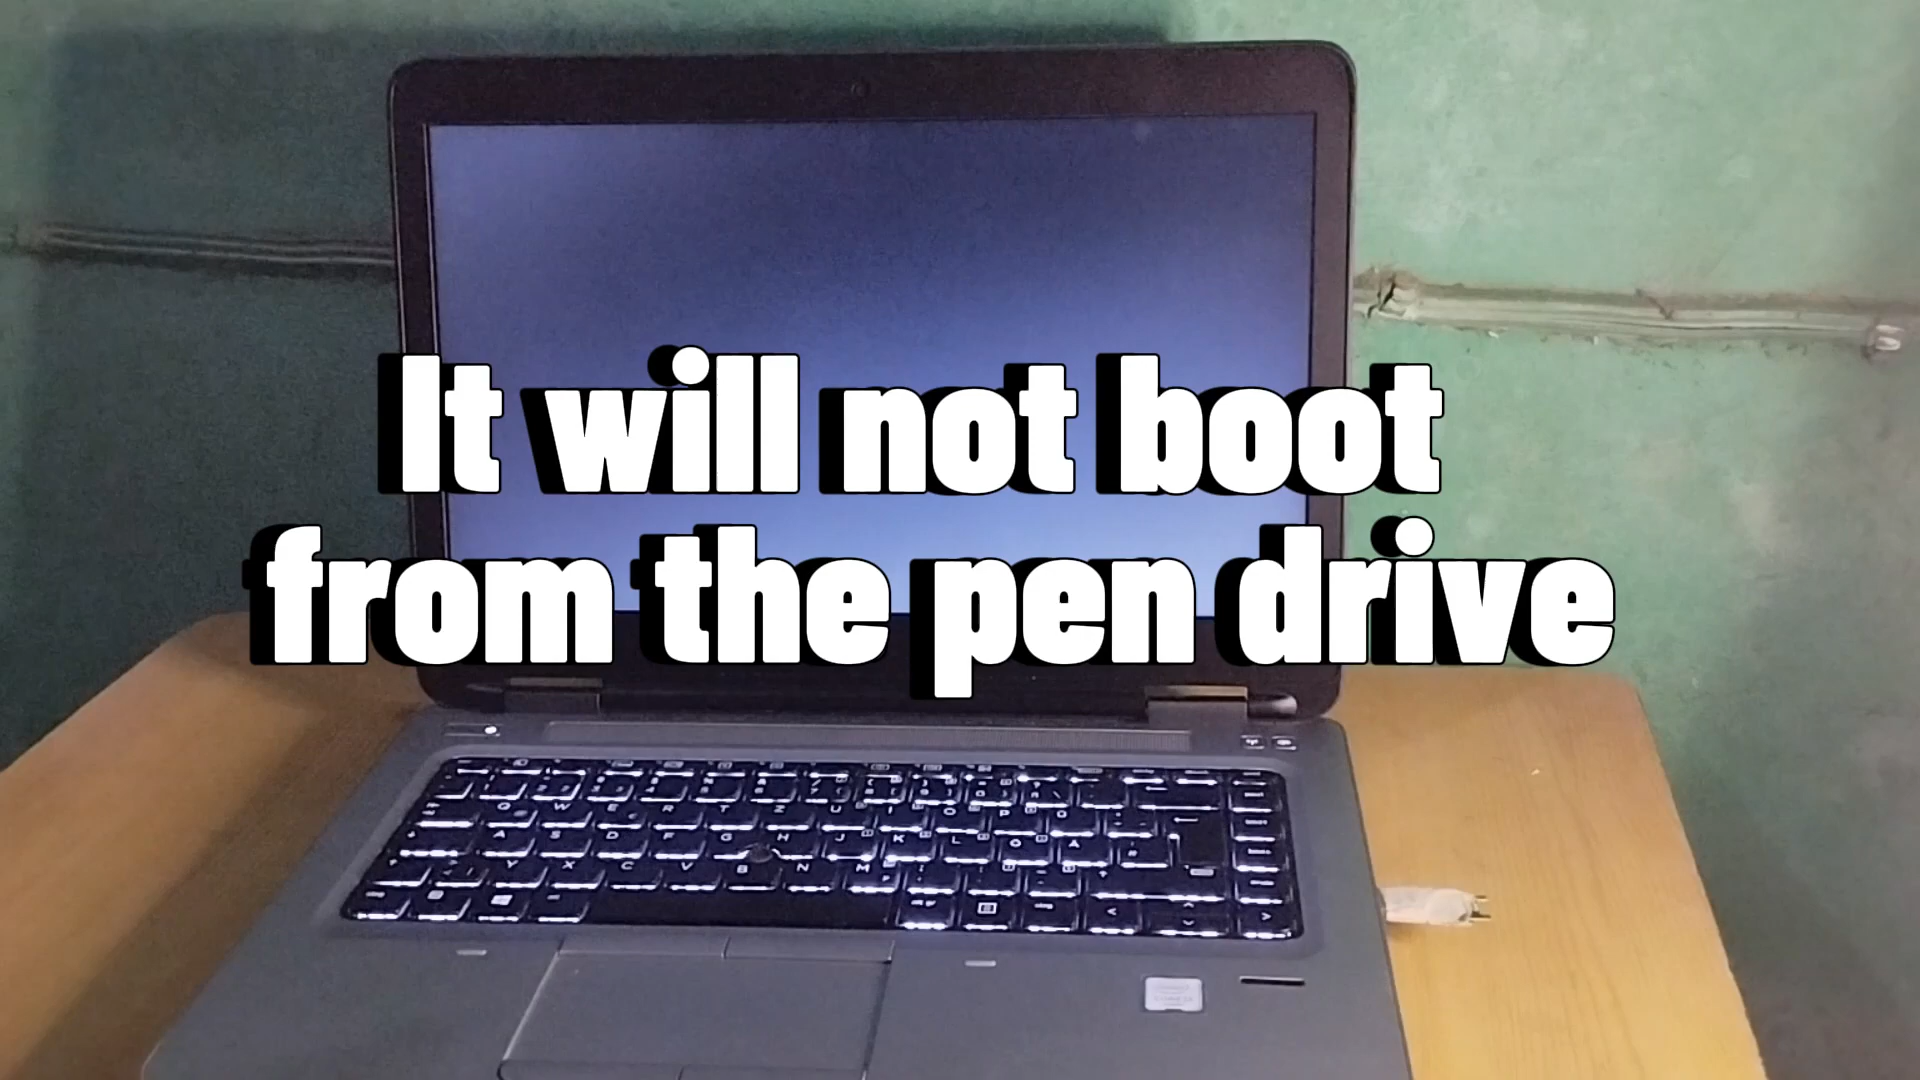 It will not boot
from the pen drive
Q W E R T Z U I O P Ü
A S D F G H J K L Ö Ä
Y X C V B N M